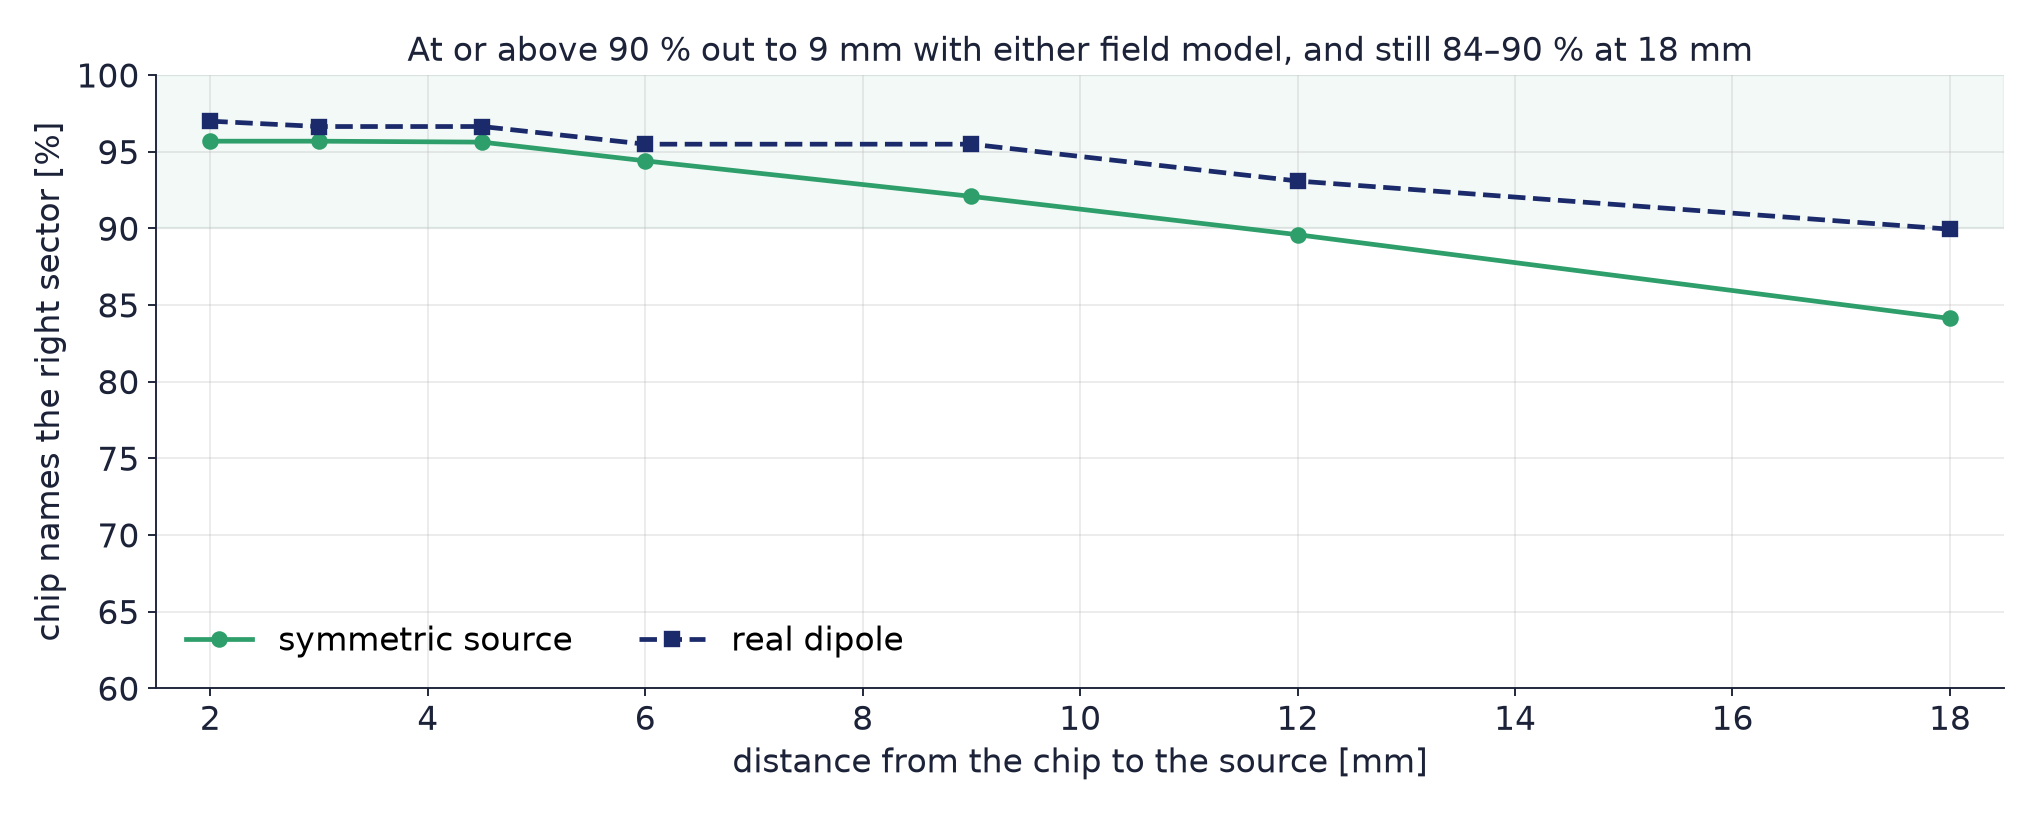 At or above 90 % out to 9 mm with either field model, and still 84–90 % at 18 mm
chip names the right sector [%]
100
95
90
85
80
75
70
65
60
symmetric source
real dipole
2 4 6 8 10 12 14 16 18
distance from the chip to the source [mm]